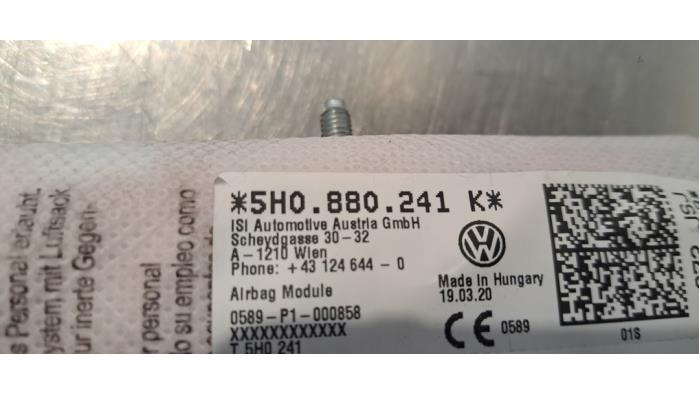 *5H0.880.241 K*
ISI Automotive Austria GmbH
Scheydgasse 30-32
A-1210 Wien
Phone: +43 124 644 - 0
Airbag Module
0589-P1-000858
XXXXXXXXXXXX
T 5H0 241
Made in Hungary
19.03.20
CE 0589
01S
s Personal erlaubt.
ystem mit Luftsack
ur inerte Gegen-
r personal
o su empleo como